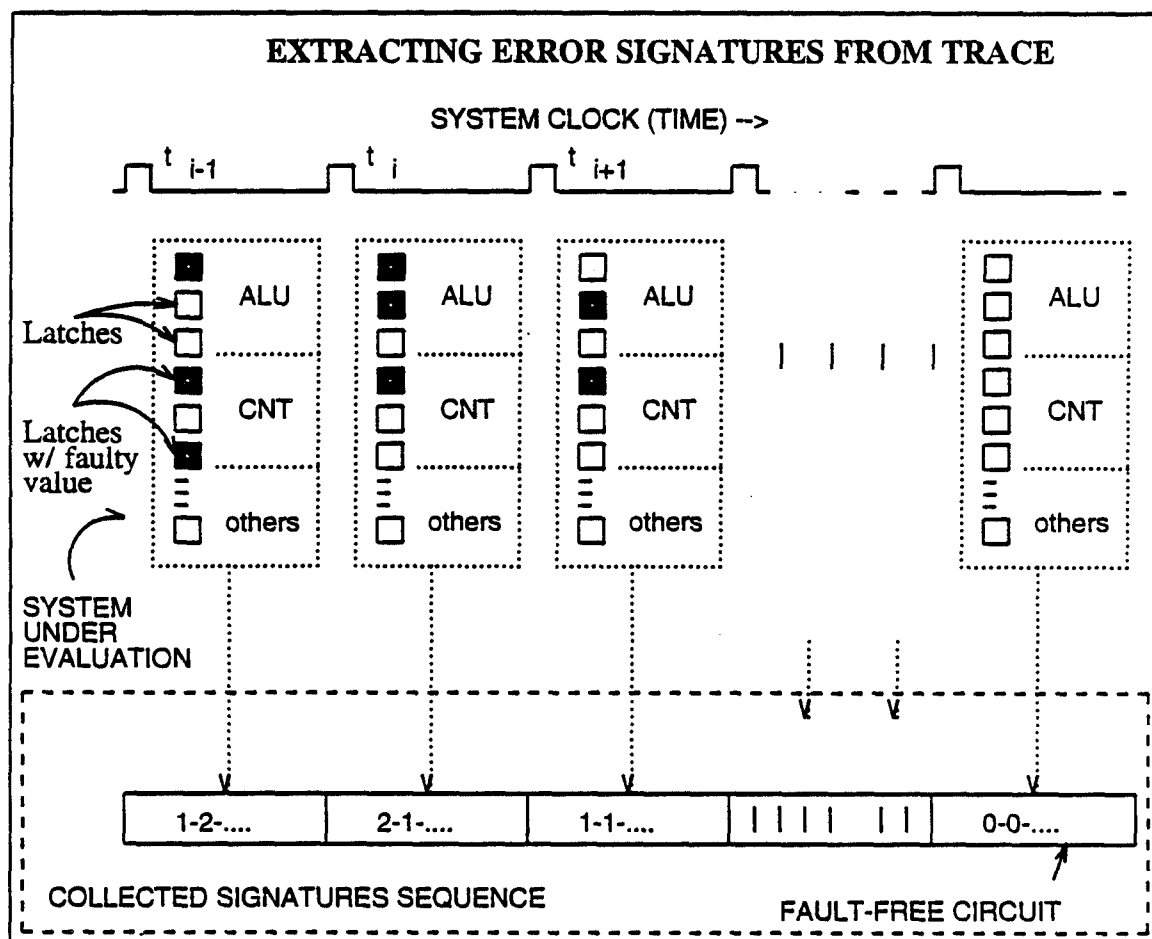 EXTRACTING ERROR SIGNATURES FROM TRACE
SYSTEM CLOCK (TIME) -->
t i-1
t i
t i+1
ALU
ALU
ALU
ALU
Latches
CNT
CNT
CNT
CNT
Latches
w/ faulty
value
others
others
others
others
SYSTEM
UNDER
EVALUATION
1-2-....
2-1-....
1-1-....
0-0-....
COLLECTED SIGNATURES SEQUENCE
FAULT-FREE CIRCUIT